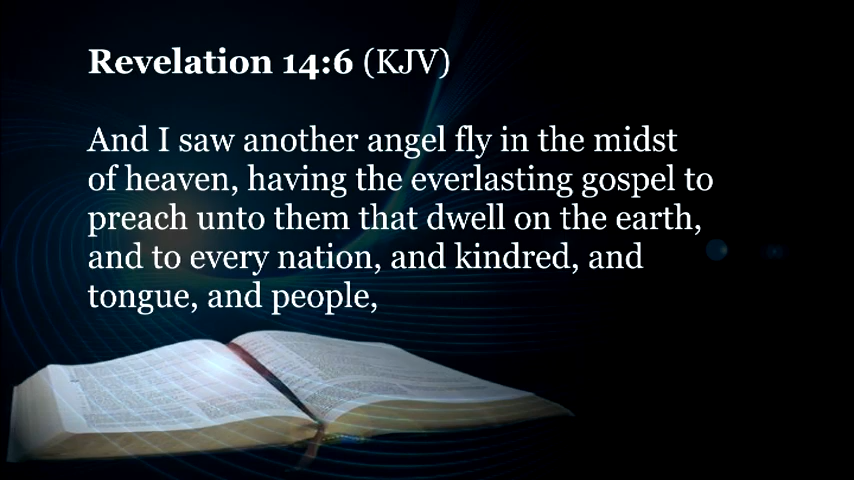 Revelation 14:6 (KJV)
And I saw another angel fly in the midst
of heaven, having the everlasting gospel to
preach unto them that dwell on the earth,
and to every nation, and kindred, and
tongue, and people,